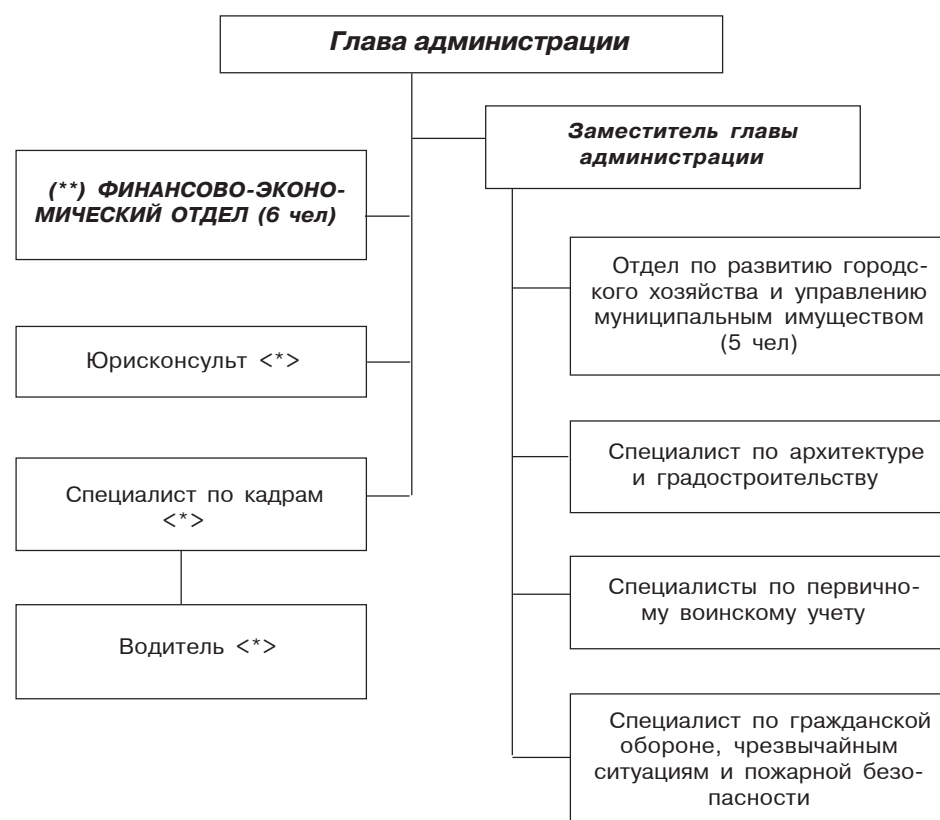 Глава администрации
Заместитель главы
администрации
(**) ФИНАНСОВО-ЭКОНО-
МИЧЕСКИЙ ОТДЕЛ (6 чел)
Юрисконсульт <*>
Специалист по кадрам
<*>
Водитель <*>
Отдел по развитию городс-
кого хозяйства и управлению
муниципальным имуществом
(5 чел)
Специалист по архитектуре
и градостроительству
Специалисты по первично-
му воинскому учету
Специалист по гражданской
обороне, чрезвычайным
ситуациям и пожарной безо-
пасности